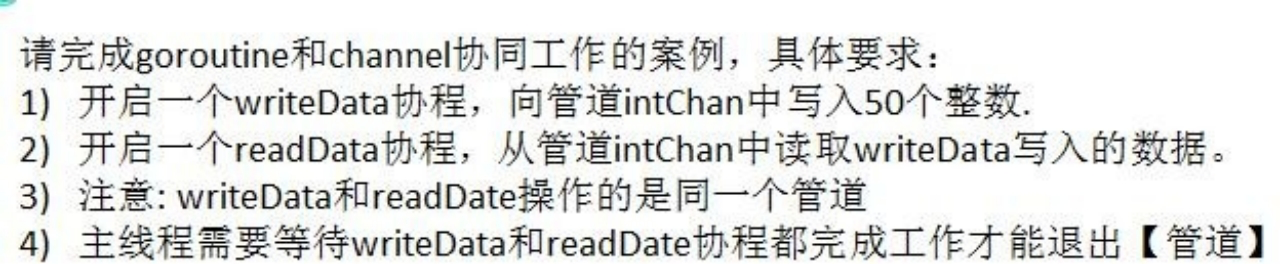 请完成goroutine和channel协同工作的案例，具体要求：
1) 开启一个writeData协程，向管道intChan中写入50个整数.
2) 开启一个readData协程，从管道intChan中读取writeData写入的数据。
3) 注意: writeData和readDate操作的是同一个管道
4) 主线程需要等待writeData和readDate协程都完成工作才能退出【管道】